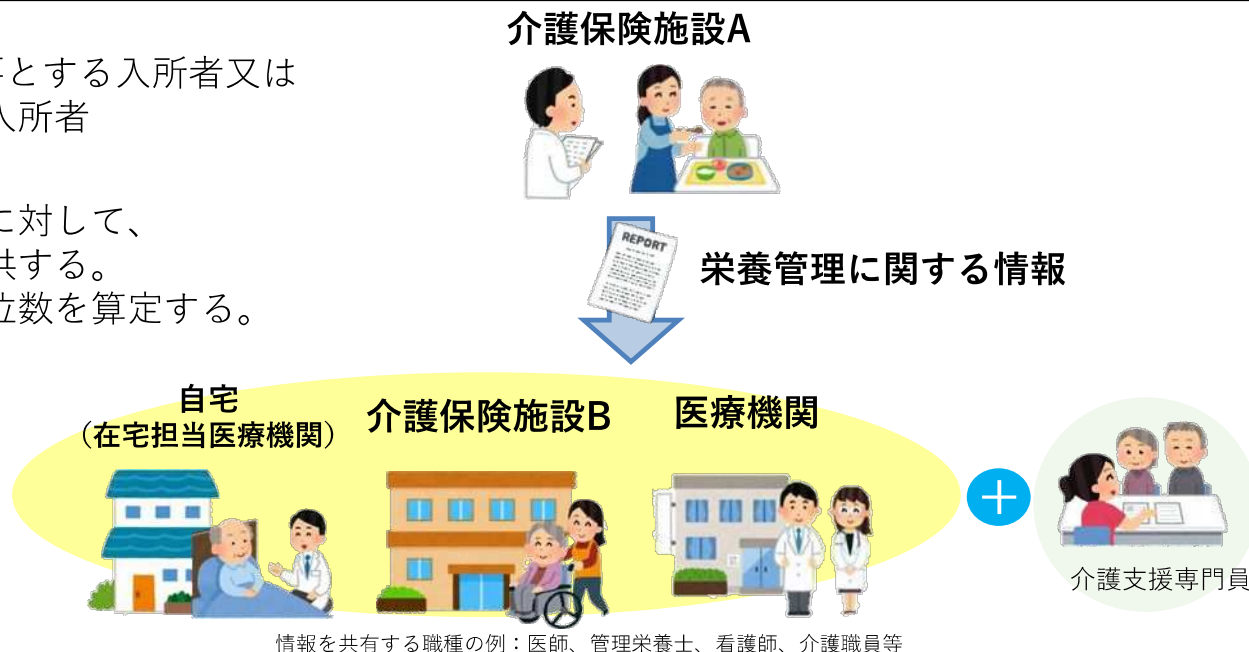 介護保険施設A
とする入所者又は
入所者
に対して、
供する。
位数を算定する。
REPORT
栄養管理に関する情報
自宅
（在宅担当医療機関）
介護保険施設B
医療機関
＋
介護支援専門員
情報を共有する職種の例：医師、管理栄養士、看護師、介護職員等